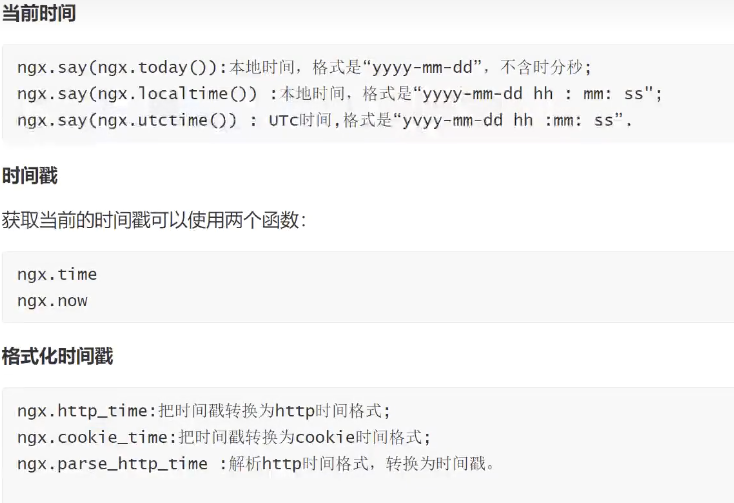 当前时间
ngx.say(ngx.today()):本地时间，格式是“yyyy-mm-dd”，不含时分秒;
ngx.say(ngx.localtime()) :本地时间，格式是“yyyy-mm-dd hh : mm: ss";
ngx.say(ngx.utctime()) : UTc时间,格式是“yvyy-mm-dd hh :mm: ss”.
时间戳
获取当前的时间戳可以使用两个函数：
ngx.time
ngx.now
格式化时间戳
ngx.http_time:把时间戳转换为http时间格式;
ngx.cookie_time:把时间戳转换为cookie时间格式;
ngx.parse_http_time :解析http时间格式，转换为时间戳。